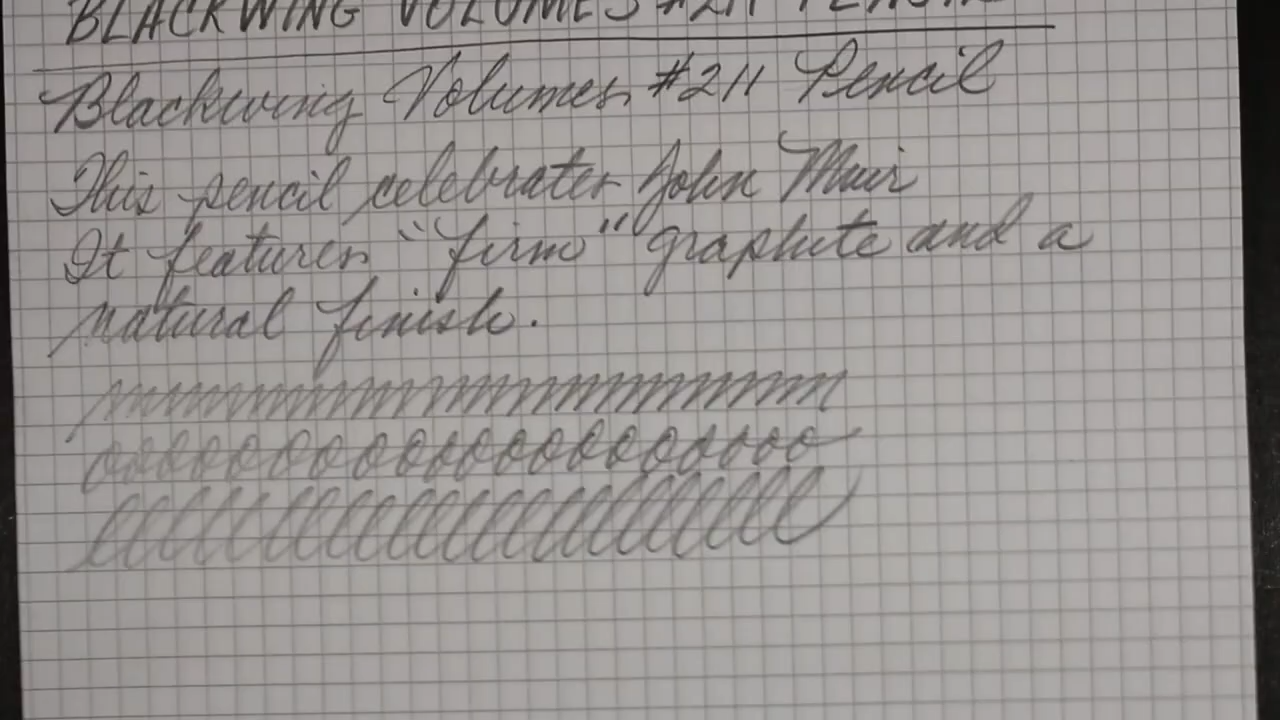 BLACKWING VOLUMES #211 PENCIL
Blackwing Volumes #211 Pencil
This pencil celebrates John Muir
It features "firm" graphite and a
natural finish.